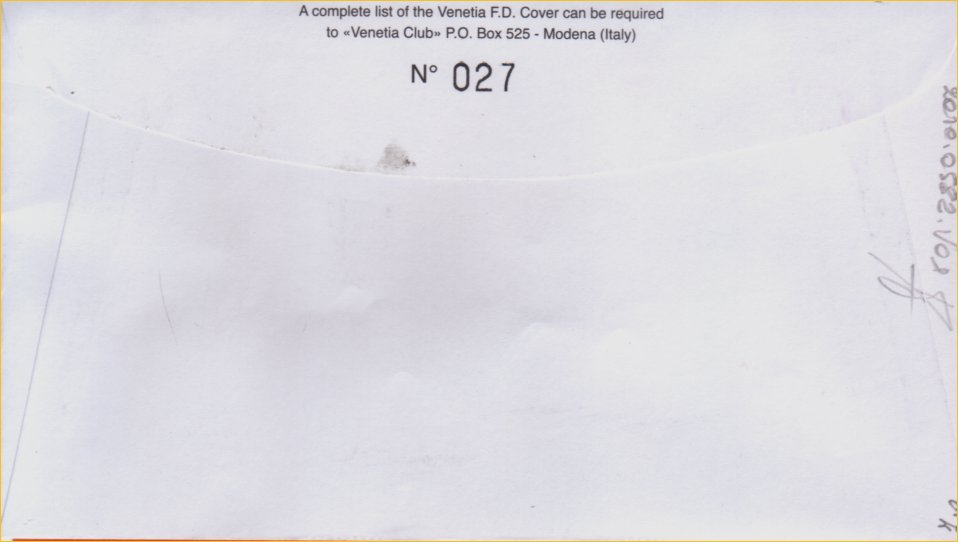 A complete list of the Venetia F.D. Cover can be required
to «Venetia Club» P.O. Box 525 - Modena (Italy)
N° 027